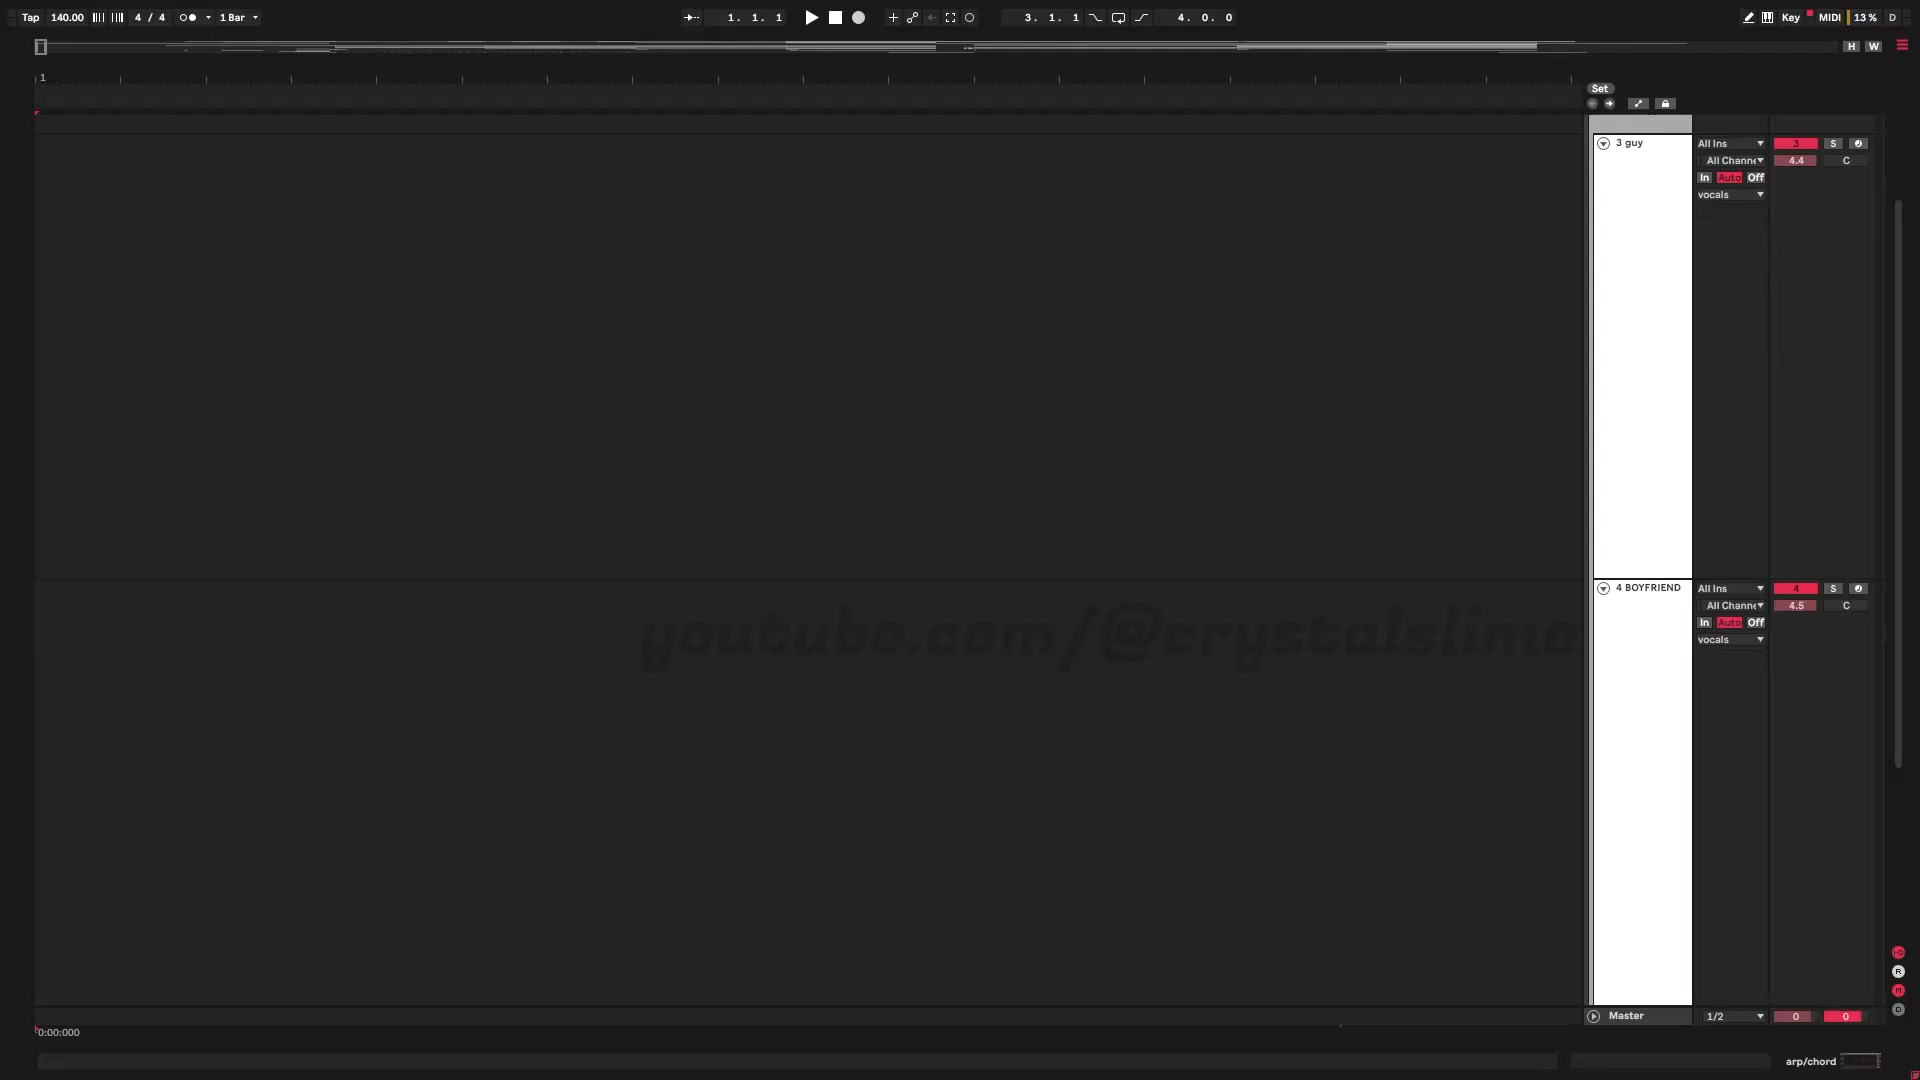 Tap 140.00 4 / 4 1 Bar 1. 1. 1 3. 1. 1 4. 0. 0 Key MIDI 13 % D
H W
1
Set
3 guy All Ins 3 S
All Channe 4.4 C
In Auto Off
vocals
4 BOYFRIEND All Ins 4 S
All Channe 4.5 C
In Auto Off
youtube.com/@crystalslime vocals
R
M
D
Master 1/2 0 0
0:00:000
arp/chord